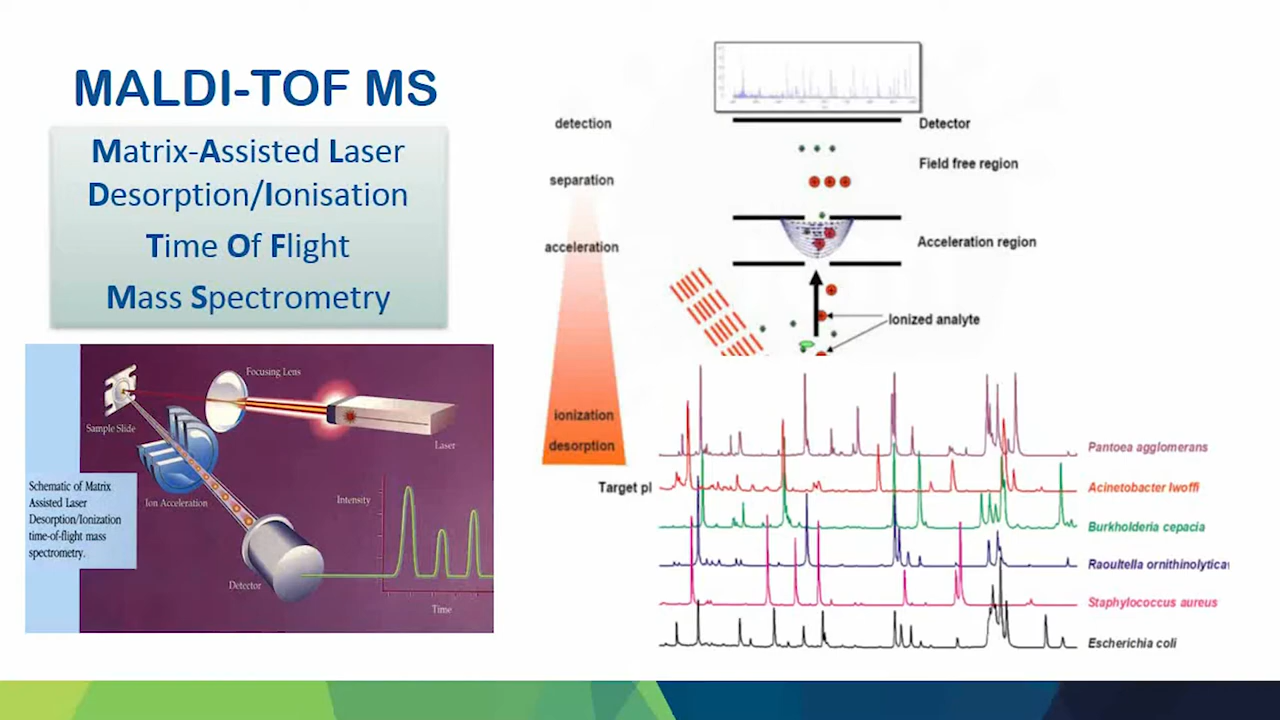 MALDI-TOF MS
Matrix-Assisted Laser
Desorption/Ionisation
Time Of Flight
Mass Spectrometry
Focusing Lens
Sample Slide
Laser
Ion Acceleration
Intensity
Detector
Time
Schematic of Matrix
Assisted Laser
Desorption/Ionization
time-of-flight mass
spectrometry.
detection
separation
acceleration
ionization
desorption
Target pl
Detector
Field free region
Acceleration region
Ionized analyte
Pantoea agglomerans
Acinetobacter lwoffi
Burkholderia cepacia
Raoultella ornithinolytica
Staphylococcus aureus
Escherichia coli